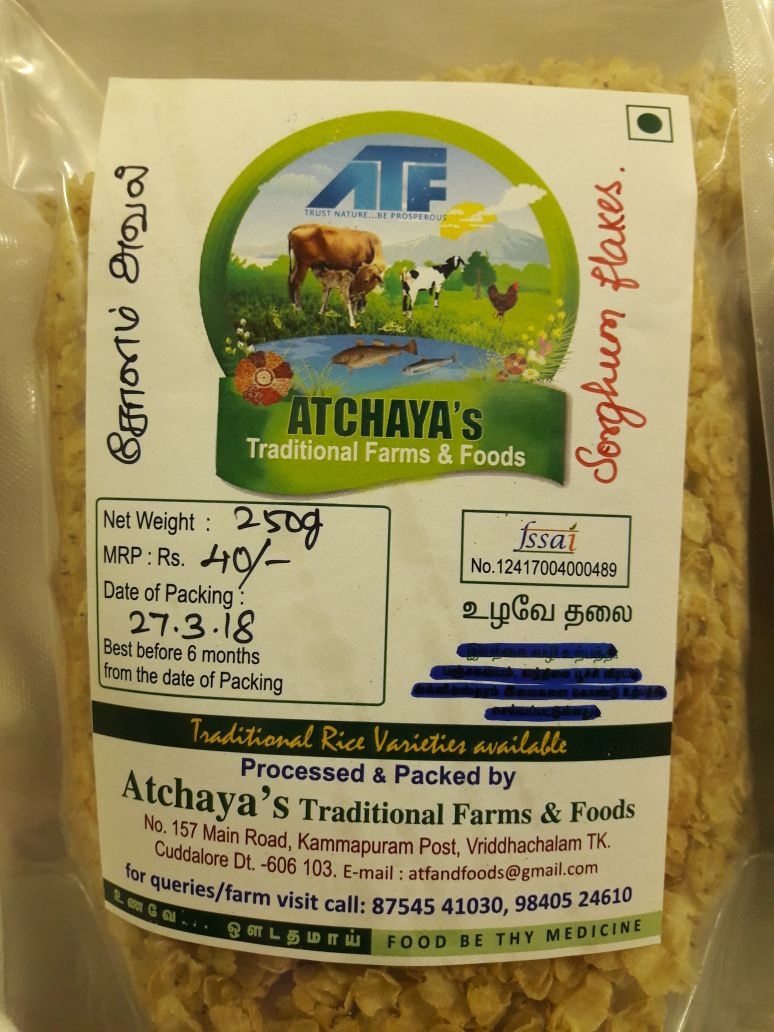 ATF
TRUST NATURE...BE PROSPEROUS
சோளம் அவல்
Sorghum flakes.
ATCHAYA's
Traditional Farms & Foods
Net Weight : 250g
MRP : Rs. 40/-
Date of Packing :
27.3.18
Best before 6 months
from the date of Packing
fssai
No.12417004000489
உழவே தலை
இயற்கை வழி உற்பத்தி
Traditional Rice Varieties available
Processed & Packed by
Atchaya's Traditional Farms & Foods
No. 157 Main Road, Kammapuram Post, Vriddhachalam TK.
Cuddalore Dt. -606 103. E-mail : atfandfoods@gmail.com
for queries/farm visit call: 87545 41030, 98405 24610
உணவே... ஔடதமாய் FOOD BE THY MEDICINE